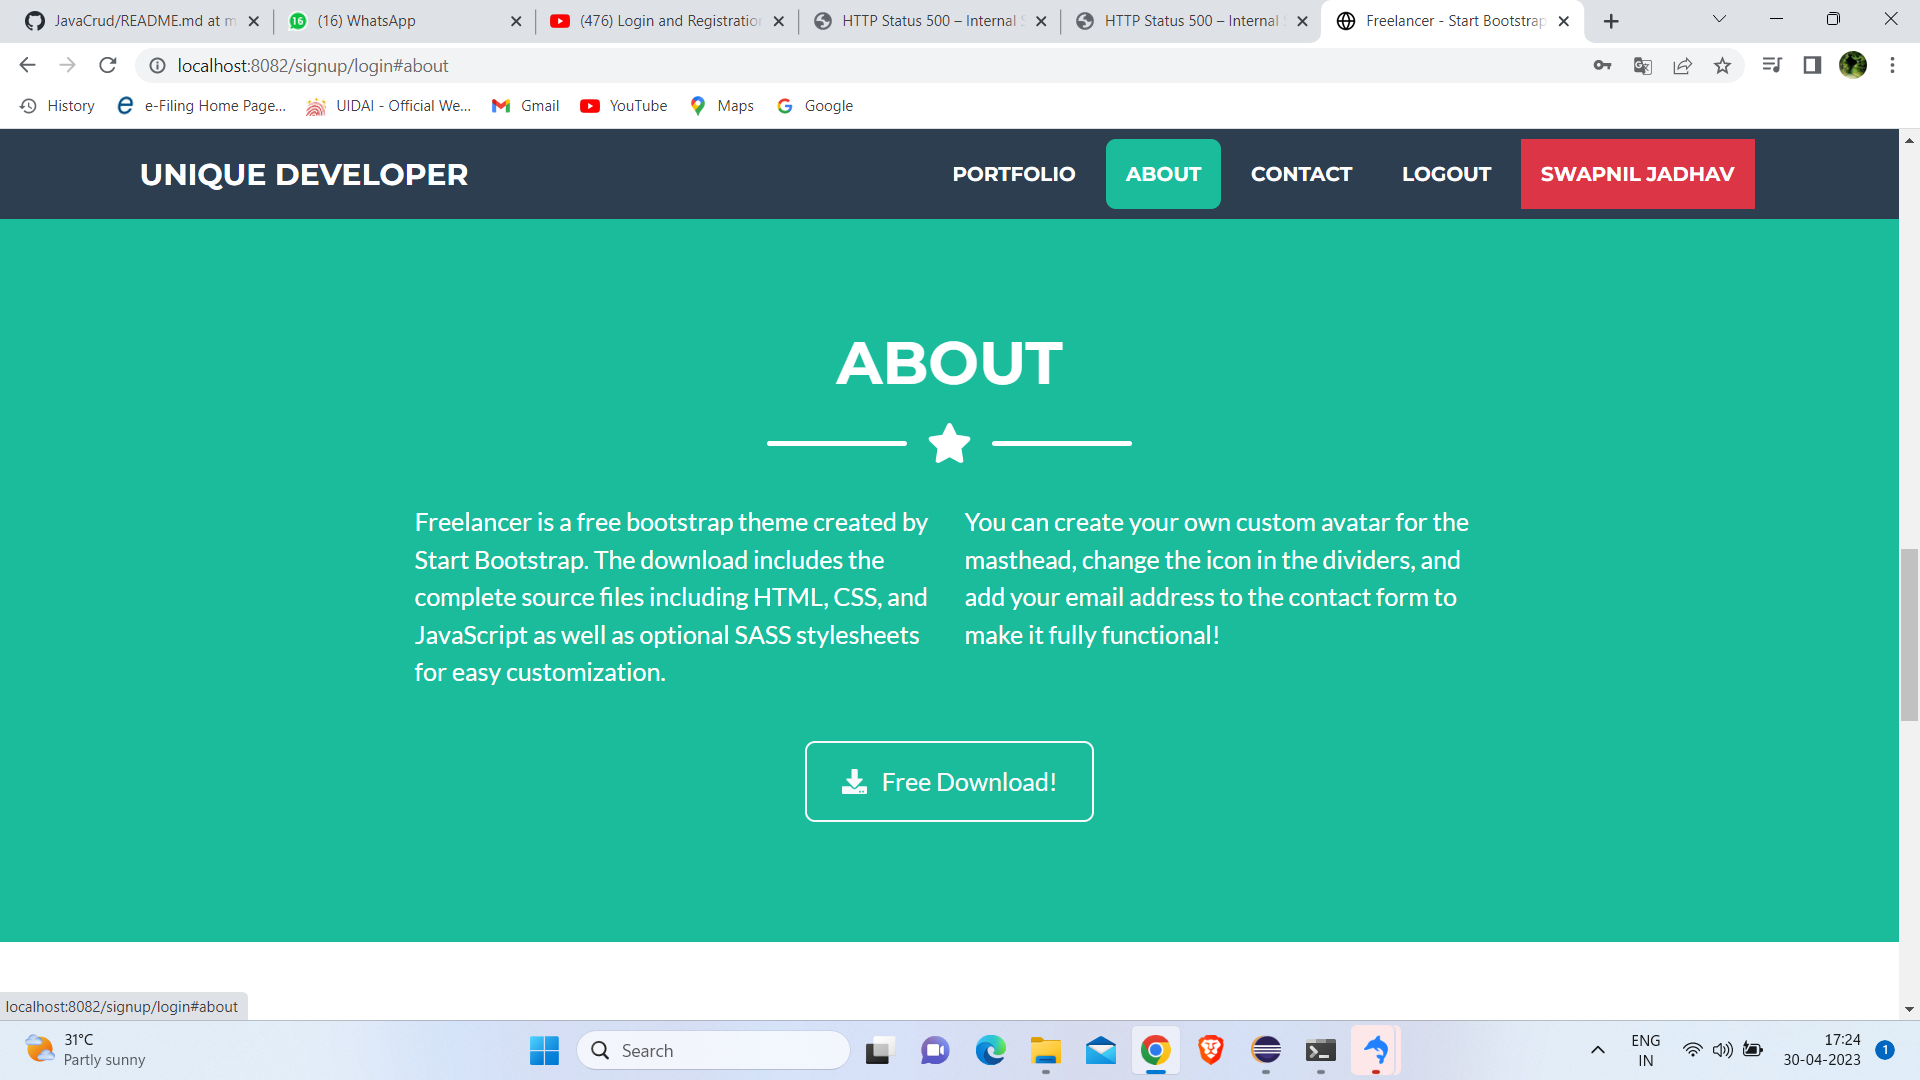 JavaCrud/README.md at m
16 (16) WhatsApp
(476) Login and Registration
HTTP Status 500 – Internal S
HTTP Status 500 – Internal
Freelancer - Start Bootstrap
localhost:8082/signup/login#about
History
e-Filing Home Page...
UIDAI - Official We...
Gmail
YouTube
Maps
Google
UNIQUE DEVELOPER
PORTFOLIO
ABOUT
CONTACT
LOGOUT
SWAPNIL JADHAV
ABOUT
Freelancer is a free bootstrap theme created by
Start Bootstrap. The download includes the
complete source files including HTML, CSS, and
JavaScript as well as optional SASS stylesheets
for easy customization.
You can create your own custom avatar for the
masthead, change the icon in the dividers, and
add your email address to the contact form to
make it fully functional!
Free Download!
localhost:8082/signup/login#about
31°C
Partly sunny
Search
ENG
IN
17:24
30-04-2023
1